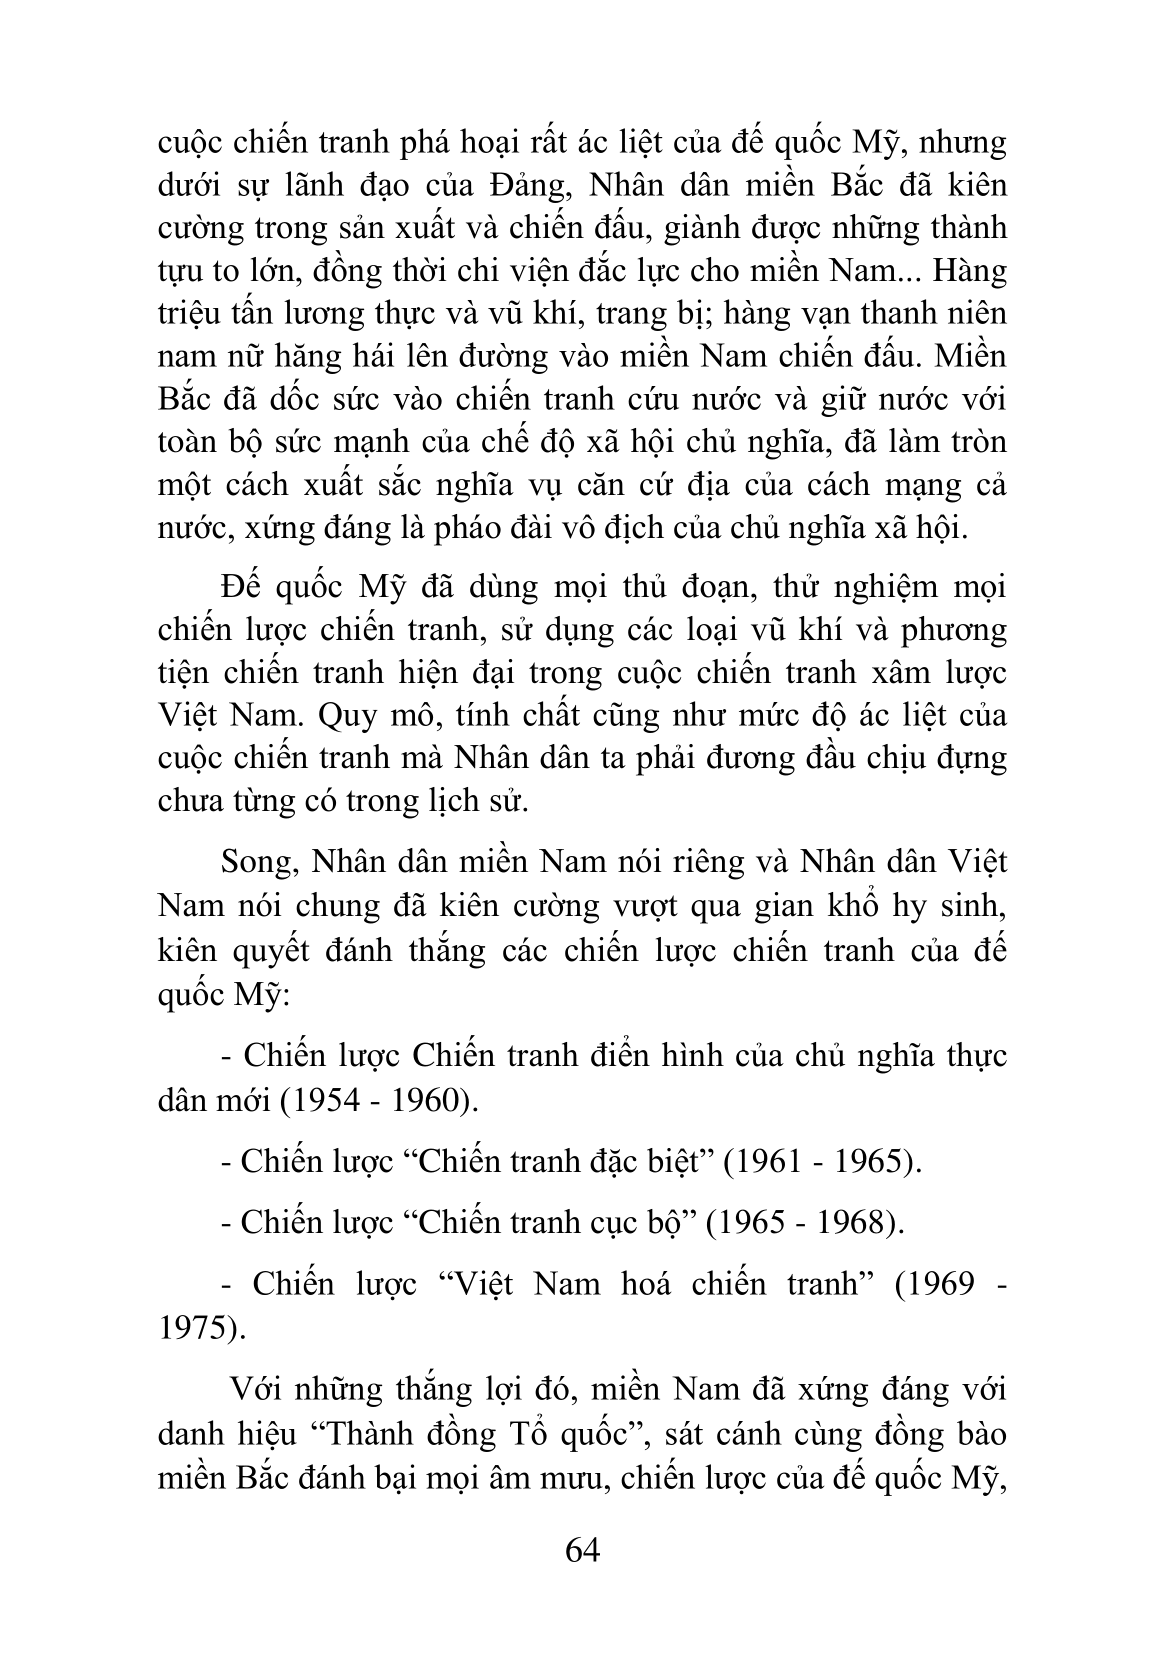 cuộc chiến tranh phá hoại rất ác liệt của đế quốc Mỹ, nhưng
dưới sự lãnh đạo của Đảng, Nhân dân miền Bắc đã kiên
cường trong sản xuất và chiến đấu, giành được những thành
tựu to lớn, đồng thời chi viện đắc lực cho miền Nam... Hàng
triệu tấn lương thực và vũ khí, trang bị; hàng vạn thanh niên
nam nữ hăng hái lên đường vào miền Nam chiến đấu. Miền
Bắc đã dốc sức vào chiến tranh cứu nước và giữ nước với
toàn bộ sức mạnh của chế độ xã hội chủ nghĩa, đã làm tròn
một cách xuất sắc nghĩa vụ căn cứ địa của cách mạng cả
nước, xứng đáng là pháo đài vô địch của chủ nghĩa xã hội.
Đế quốc Mỹ đã dùng mọi thủ đoạn, thử nghiệm mọi
chiến lược chiến tranh, sử dụng các loại vũ khí và phương
tiện chiến tranh hiện đại trong cuộc chiến tranh xâm lược
Việt Nam. Quy mô, tính chất cũng như mức độ ác liệt của
cuộc chiến tranh mà Nhân dân ta phải đương đầu chịu đựng
chưa từng có trong lịch sử.
Song, Nhân dân miền Nam nói riêng và Nhân dân Việt
Nam nói chung đã kiên cường vượt qua gian khổ hy sinh,
kiên quyết đánh thắng các chiến lược chiến tranh của đế
quốc Mỹ:
- Chiến lược Chiến tranh điển hình của chủ nghĩa thực
dân mới (1954 - 1960).
- Chiến lược “Chiến tranh đặc biệt” (1961 - 1965).
- Chiến lược “Chiến tranh cục bộ” (1965 - 1968).
- Chiến lược “Việt Nam hoá chiến tranh” (1969 -
1975).
Với những thắng lợi đó, miền Nam đã xứng đáng với
danh hiệu “Thành đồng Tổ quốc”, sát cánh cùng đồng bào
miền Bắc đánh bại mọi âm mưu, chiến lược của đế quốc Mỹ,
64